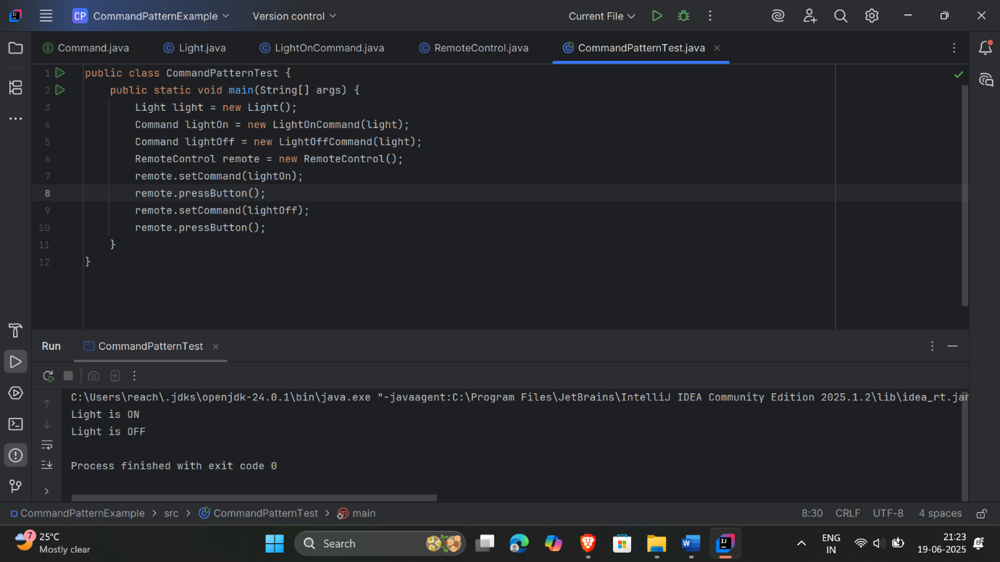 CP CommandPatternExample Version control Current File
Command.java Light.java LightOnCommand.java RemoteControl.java CommandPatternTest.java
1 public class CommandPatternTest {
2 public static void main(String[] args) {
3 Light light = new Light();
4 Command lightOn = new LightOnCommand(light);
5 Command lightOff = new LightOffCommand(light);
6 RemoteControl remote = new RemoteControl();
7 remote.setCommand(lightOn);
8 remote.pressButton();
9 remote.setCommand(lightOff);
10 remote.pressButton();
11 }
12 }
Run CommandPatternTest
C:\Users\reach\.jdks\openjdk-24.0.1\bin\java.exe "-javaagent:C:\Program Files\JetBrains\IntelliJ IDEA Community Edition 2025.1.2\lib\idea_rt.jar
Light is ON
Light is OFF
Process finished with exit code 0
CommandPatternExample > src > CommandPatternTest > main 8:30 CRLF UTF-8 4 spaces
7 25°C
Mostly clear
Search
ENG
IN
21:23
19-06-2025